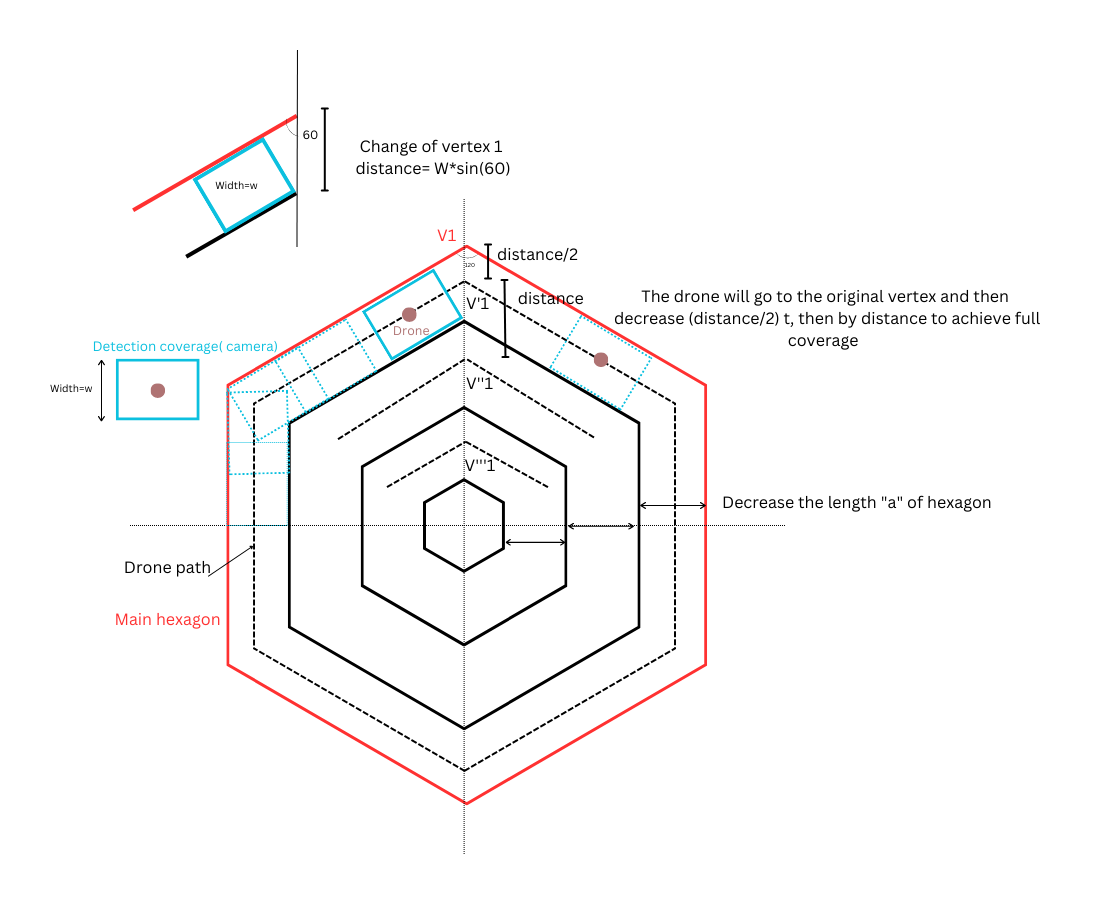 60
Change of vertex 1
distance= W*sin(60)
Width=w
V1
distance/2
120
V'1
distance
The drone will go to the original vertex and then
decrease (distance/2) t, then by distance to achieve full
coverage
Drone
Detection coverage( camera)
Width=w
V''1
V'''1
Decrease the length "a" of hexagon
Drone path
Main hexagon